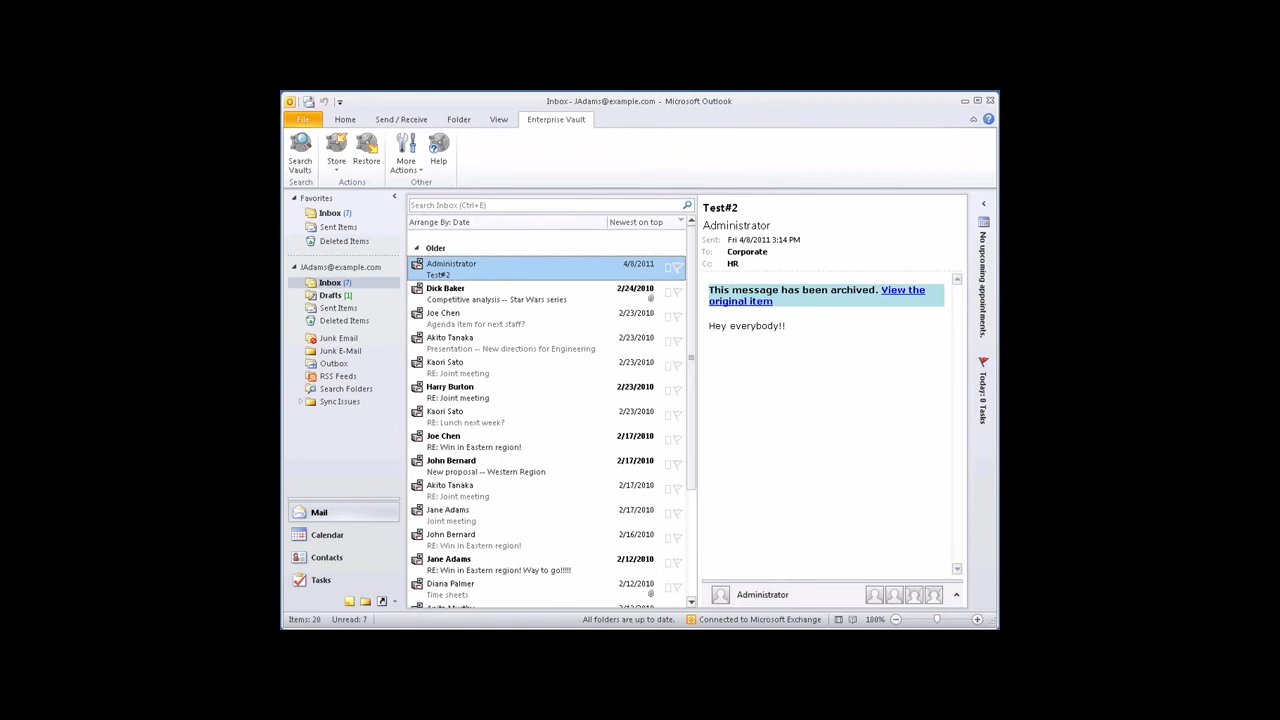 Inbox - JAdams@example.com - Microsoft Outlook
File Home Send / Receive Folder View Enterprise Vault
Search Vaults
Store
Restore
More Actions
Help
Search Actions Other
Favorites
Inbox (7)
Sent Items
Deleted Items
JAdams@example.com
Inbox (7)
Drafts [1]
Sent Items
Deleted Items
Junk Email
Junk E-Mail
Outbox
RSS Feeds
Search Folders
Sync Issues
Mail
Calendar
Contacts
Tasks
Search Inbox (Ctrl+E)
Arrange By: Date Newest on top
Older
Administrator 4/8/2011
Test#2
Dick Baker 2/24/2010
Competitive analysis -- Star Wars series
Joe Chen 2/23/2010
Agenda item for next staff?
Akito Tanaka 2/23/2010
Presentation -- New directions for Engineering
Kaori Sato 2/23/2010
RE: Joint meeting
Harry Burton 2/23/2010
RE: Joint meeting
Kaori Sato 2/23/2010
RE: Lunch next week?
Joe Chen 2/17/2010
RE: Win in Eastern region!
John Bernard 2/17/2010
New proposal -- Western Region
Akito Tanaka 2/17/2010
RE: Joint meeting
Jane Adams 2/17/2010
Joint meeting
John Bernard 2/16/2010
RE: Win in Eastern region!
Jane Adams 2/12/2010
RE: Win in Eastern region! Way to go!!!!!
Diana Palmer 2/12/2010
Time sheets
Test#2
Administrator
Sent: Fri 4/8/2011 3:14 PM
To: Corporate
Cc: HR
This message has been archived. View the
original item
Hey everybody!!
Administrator
No upcoming appointments.
Today: 0 Tasks
Items: 20 Unread: 7 All folders are up to date. Connected to Microsoft Exchange 100%